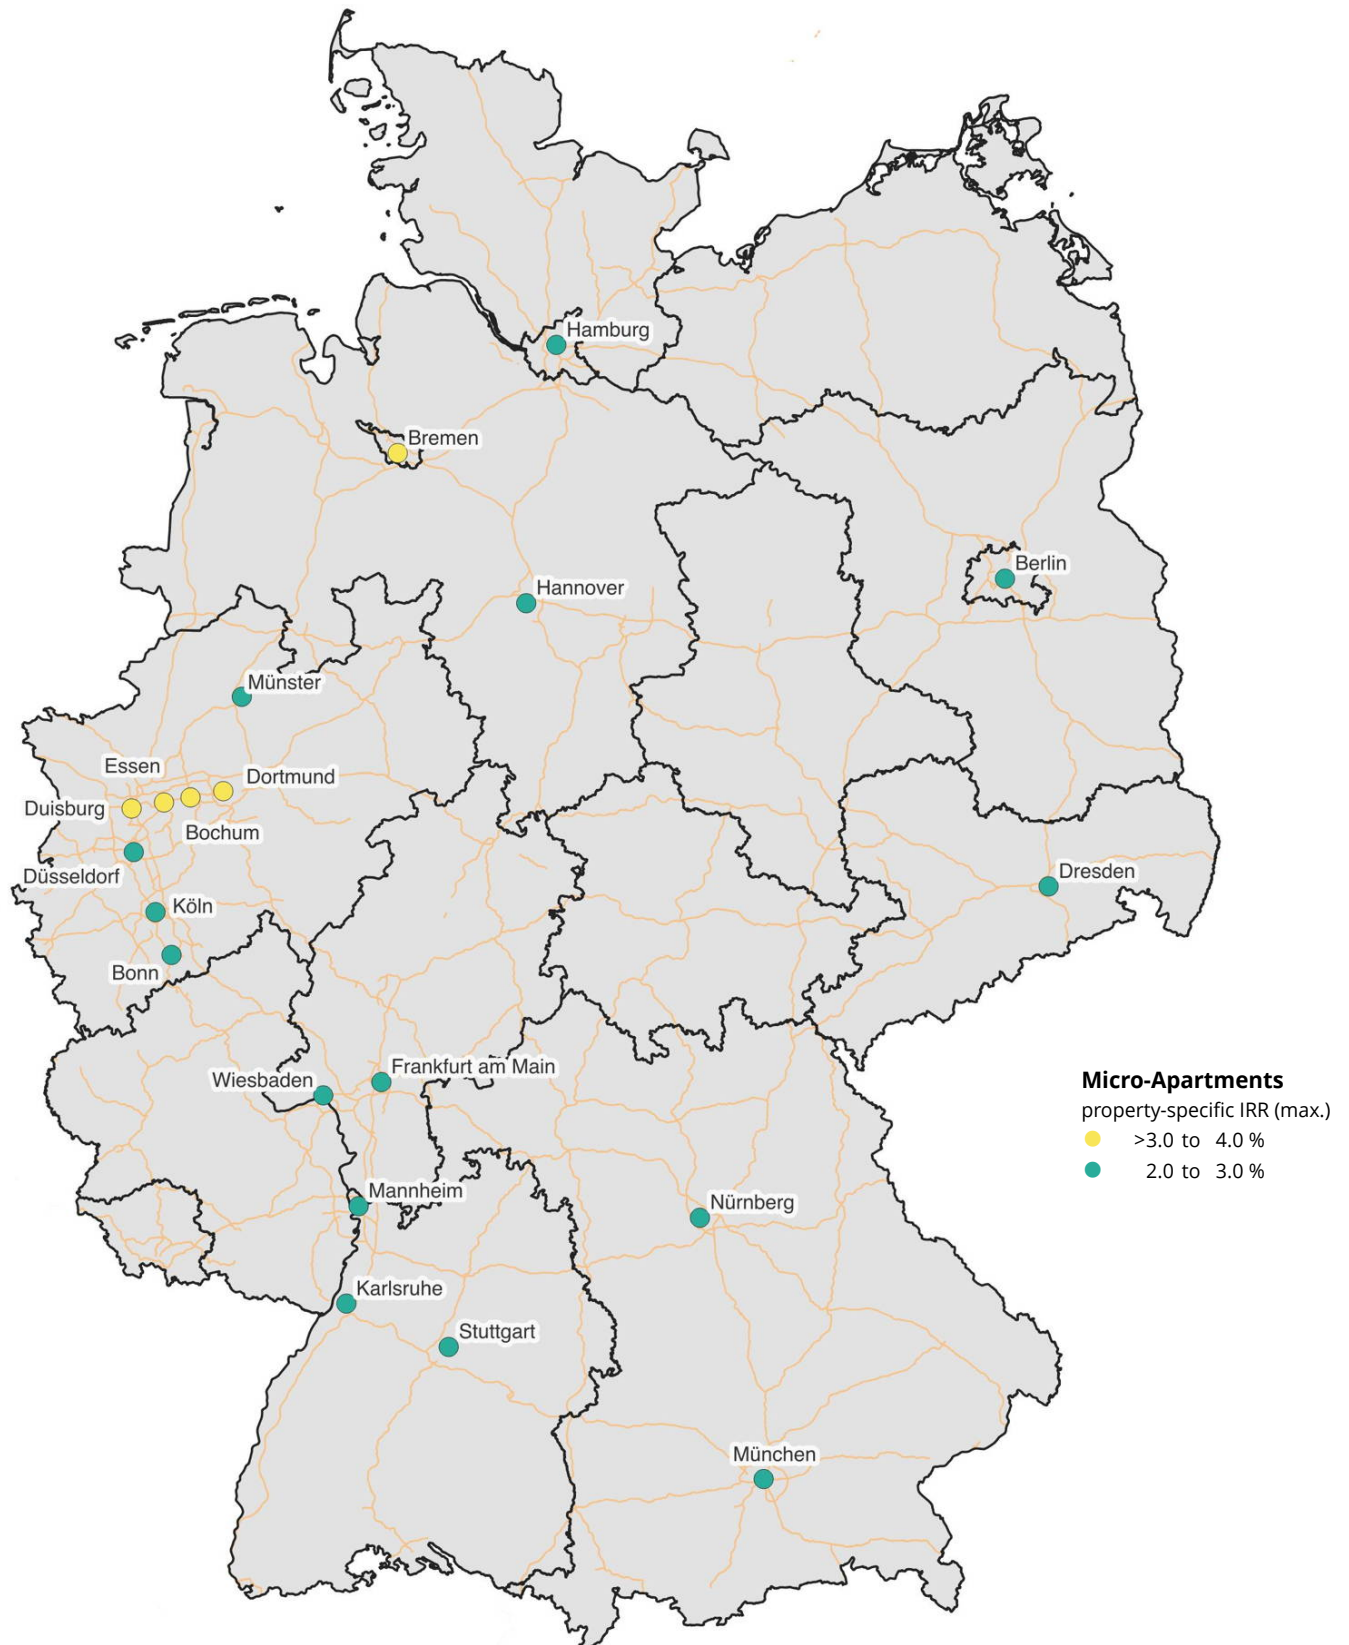 Hamburg
Bremen
Berlin
Hannover
Münster
Essen
Dortmund
Duisburg
Bochum
Düsseldorf
Dresden
Köln
Bonn
Frankfurt am Main
Wiesbaden
Micro-Apartments
property-specific IRR (max.)
>3.0 to 4.0 %
2.0 to 3.0 %
Mannheim
Nürnberg
Karlsruhe
Stuttgart
München